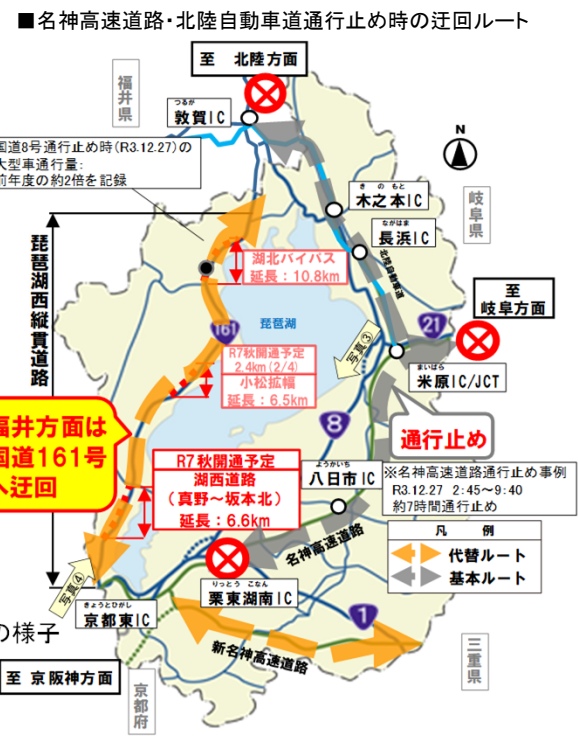 ■名神高速道路・北陸自動車道通行止め時の迂回ルート
至 北陸方面
福井県
つるが
敦賀IC
N
国道8号通行止め時(R3.12.27)の
大型車通行量:
前年度の約2倍を記録
きのもと
木之本IC
岐阜県
ながはま
長浜IC
北陸自動車道
湖北バイパス
延長:10.8km
琵琶湖西縦貫道路
至
岐阜方面
161
琵琶湖
21
写真③
R7秋開通予定
2.4km(2/4)
小松拡幅
延長:6.5km
まいばら
米原IC/JCT
福井方面は
国道161号
へ迂回
8
通行止め
R7秋開通予定
湖西道路
(真野~坂本北)
延長:6.6km
ようかいち
八日市IC
※名神高速道路通行止め事例
R3.12.27 2:45~9:40
約7時間通行止め
凡 例
代替ルート
基本ルート
名神高速道路
写真④
りっとう こなん
栗東湖南IC
きょうとひがし
京都東IC
1
の様子
新名神高速道路
三重県
至 京阪神方面
京都府